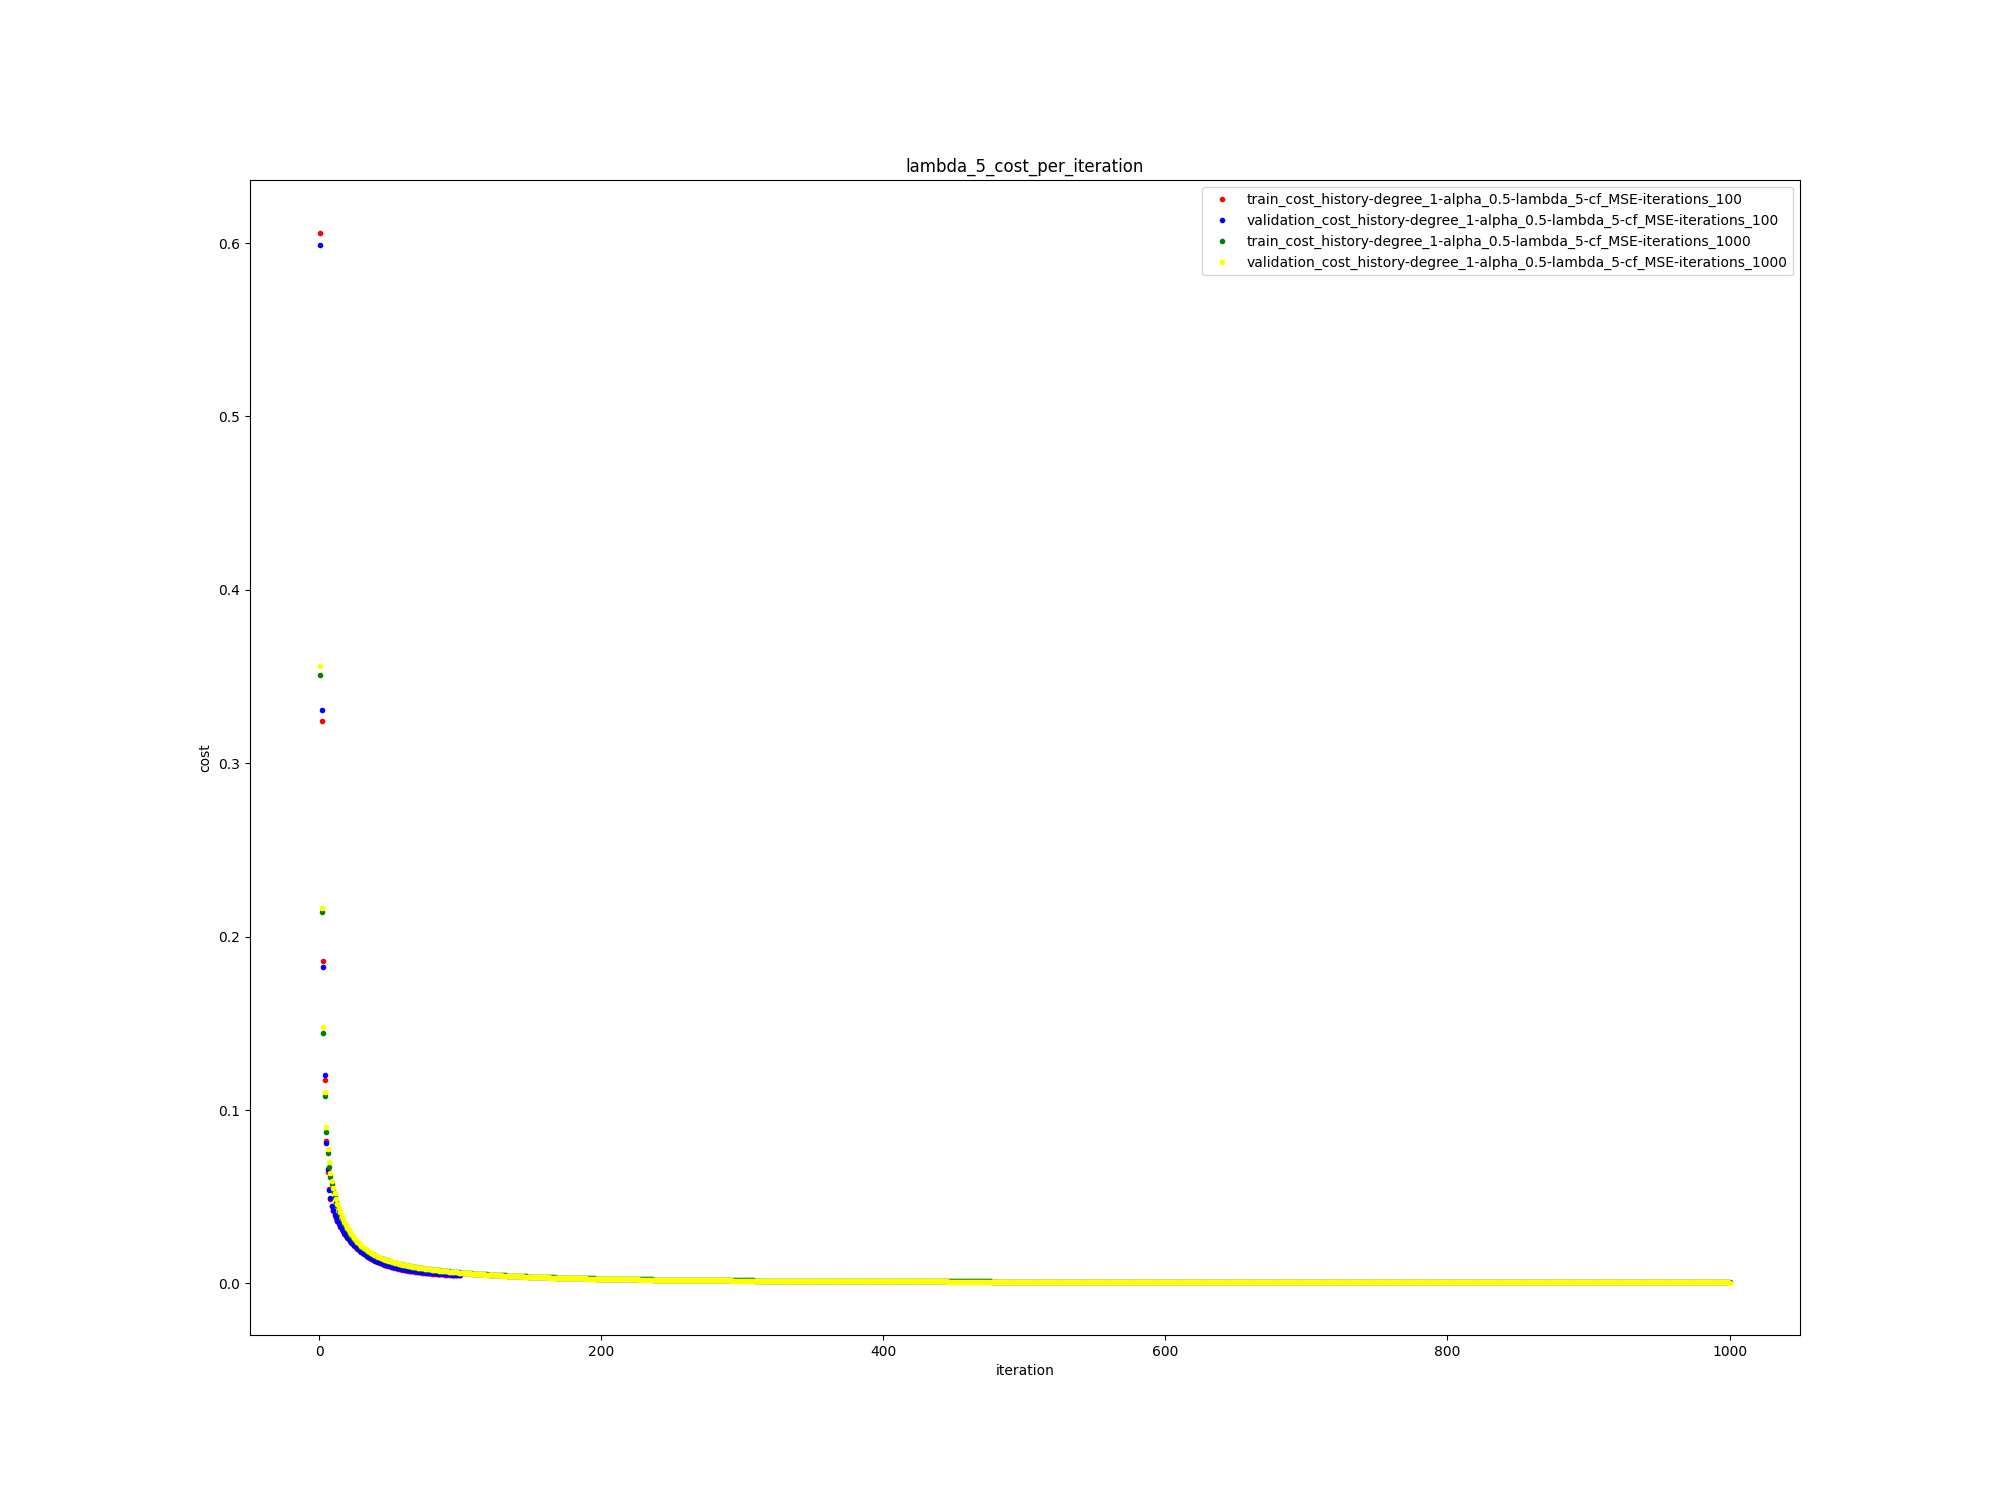 lambda_5_cost_per_iteration
train_cost_history-degree_1-alpha_0.5-lambda_5-cf_MSE-iterations_100
validation_cost_history-degree_1-alpha_0.5-lambda_5-cf_MSE-iterations_100
train_cost_history-degree_1-alpha_0.5-lambda_5-cf_MSE-iterations_1000
validation_cost_history-degree_1-alpha_0.5-lambda_5-cf_MSE-iterations_1000
0.6
0.5
0.4
0.3
0.2
0.1
0.0
cost
0 200 400 600 800 1000
iteration